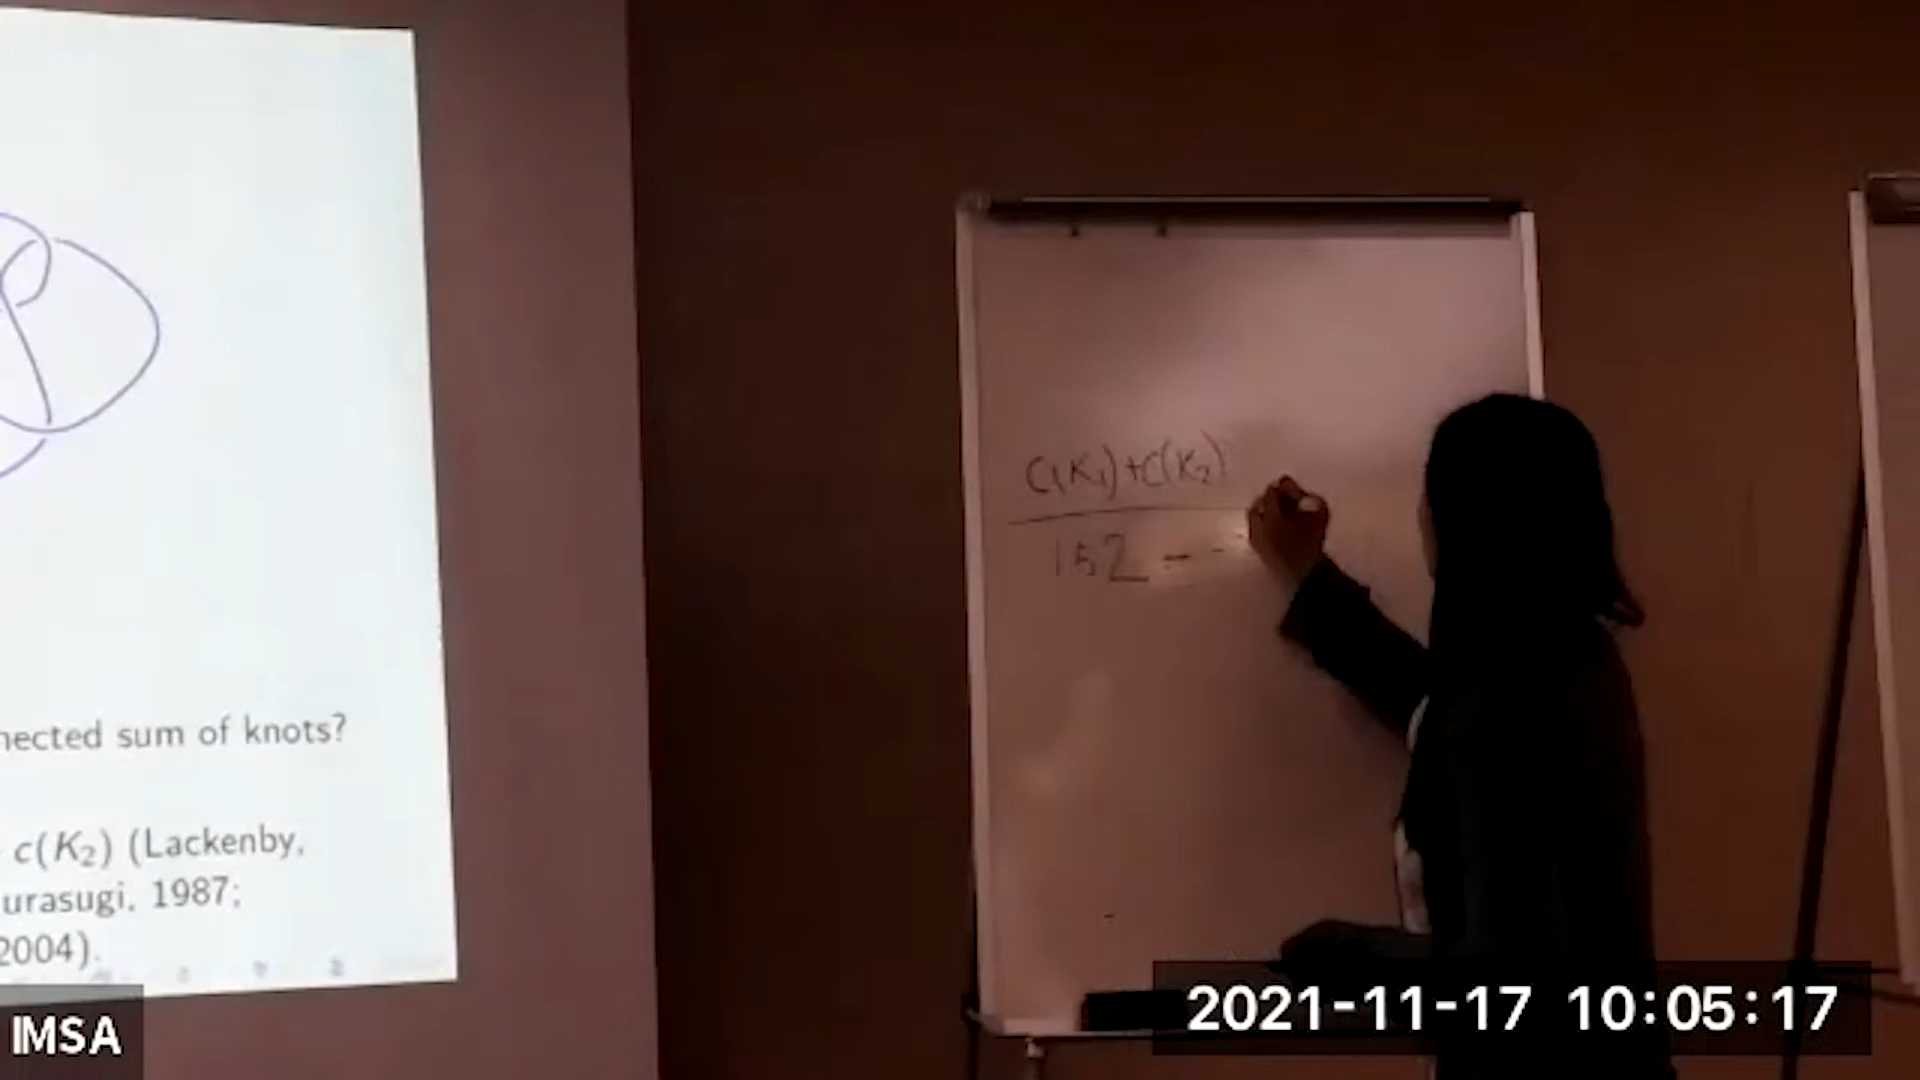 nected sum of knots?
c(K₂) (Lackenby,
urasugi, 1987;
2004).
C(K₁)+C(K₂)
152 - -
IMSA
2021-11-17 10:05:17